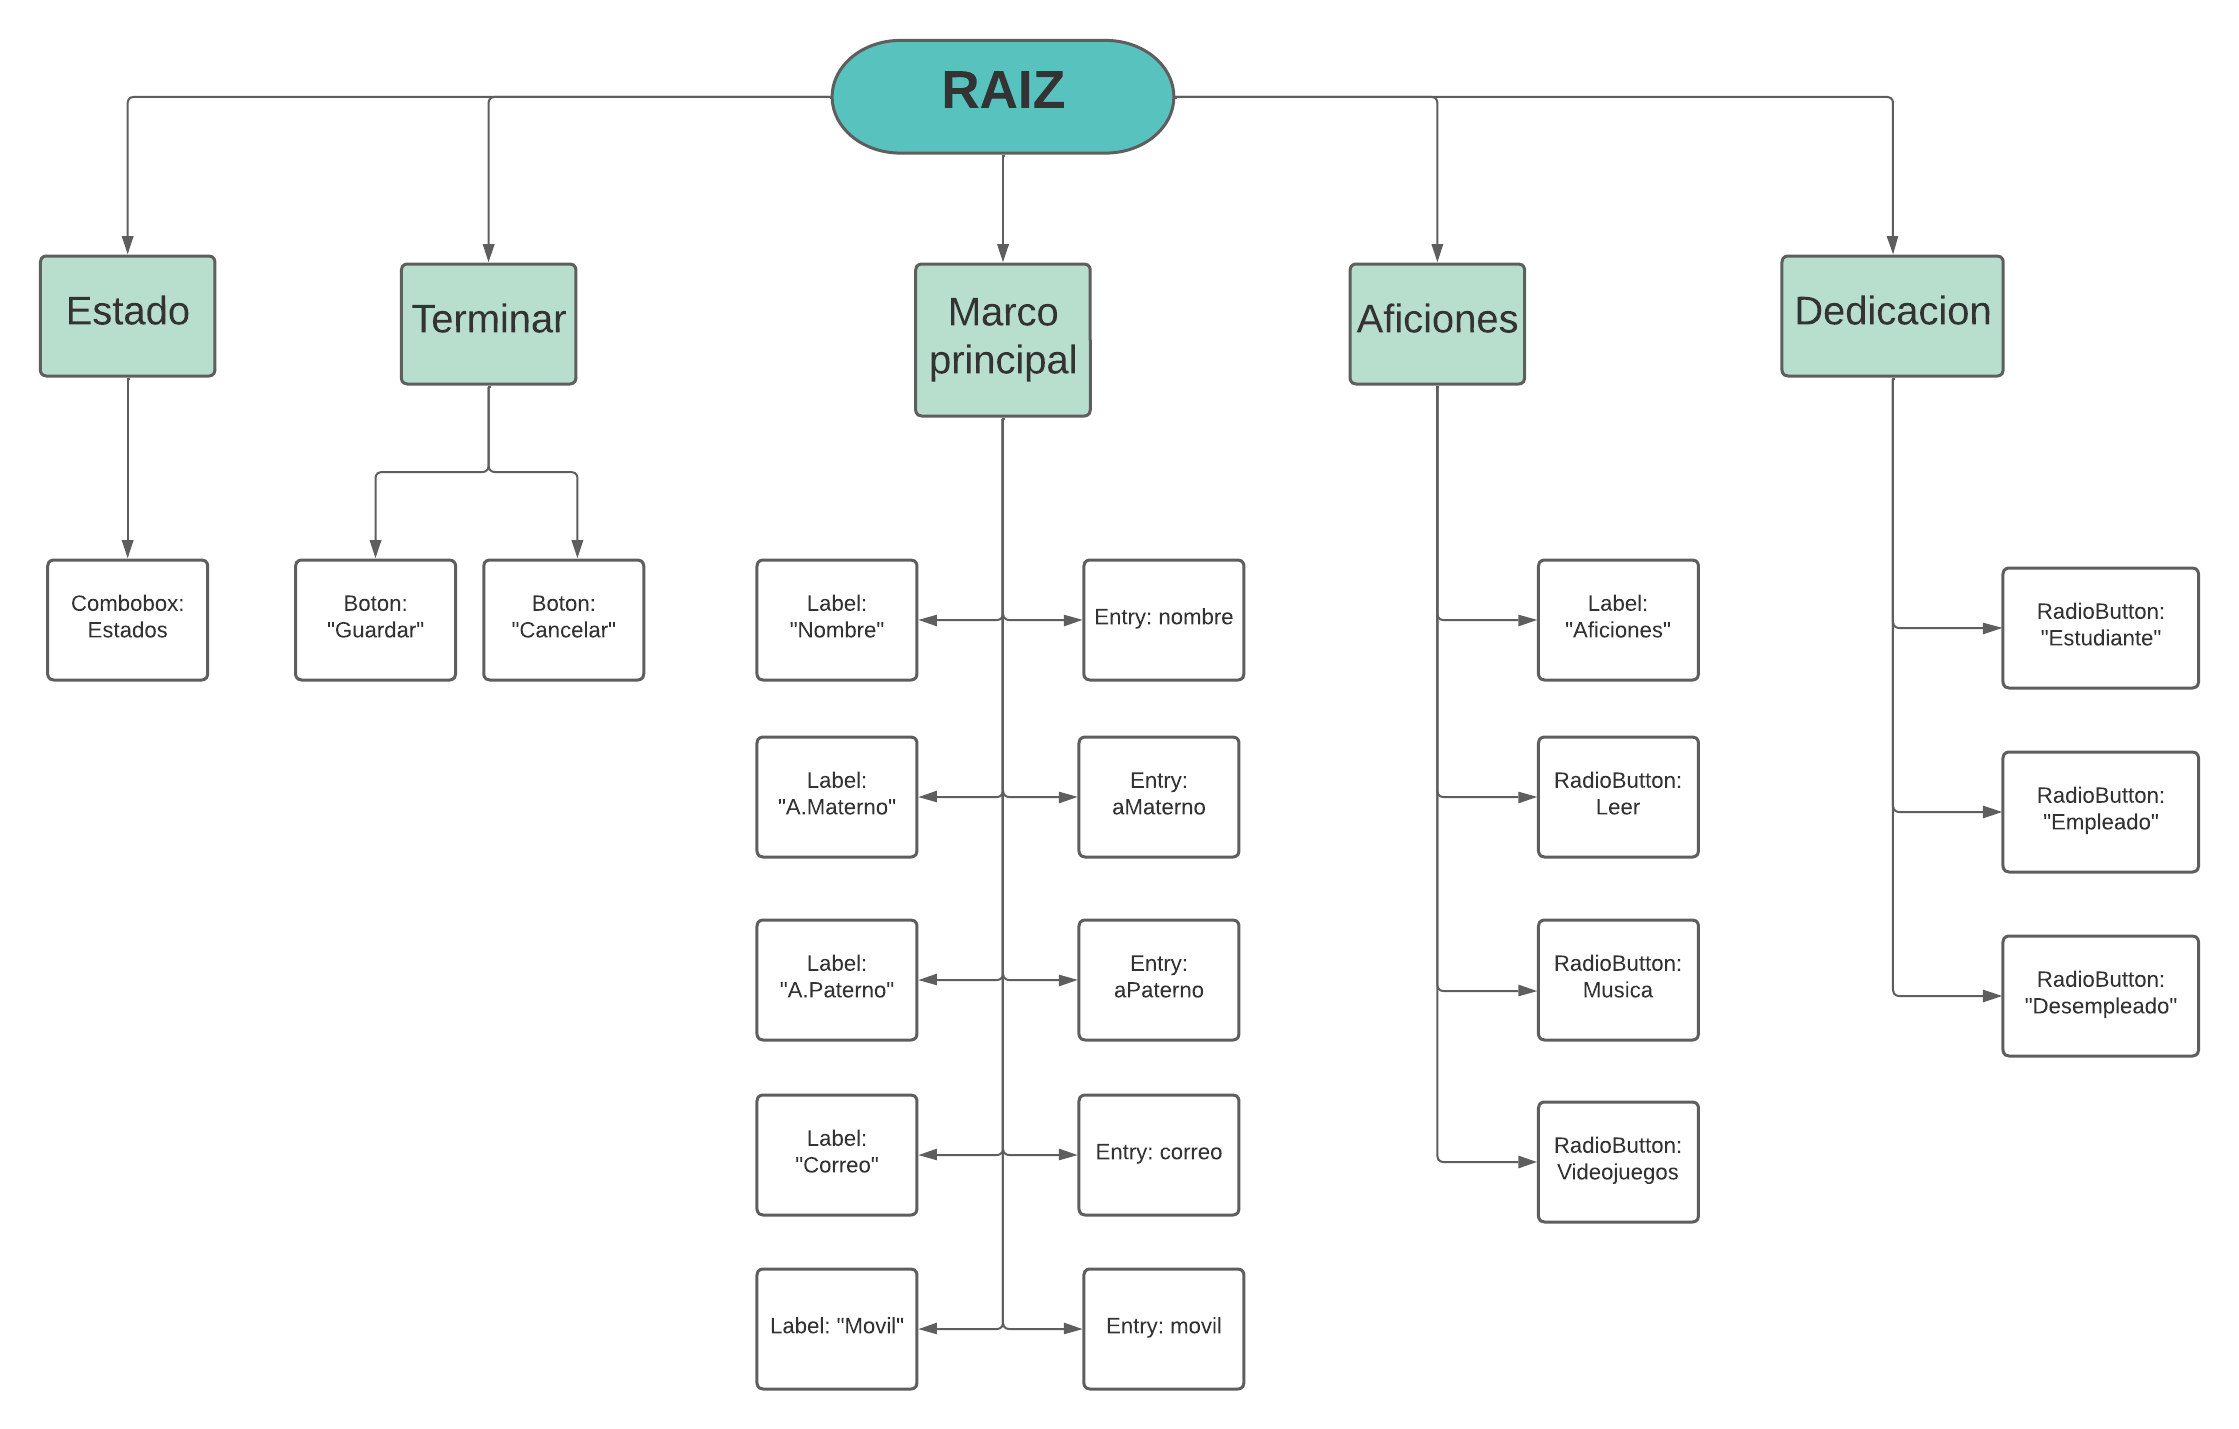 RAIZ
Estado
Terminar
Marco
principal
Aficiones
Dedicacion
Combobox:
Estados
Boton:
"Guardar"
Boton:
"Cancelar"
Label:
"Nombre"
Entry: nombre
Label:
"A.Materno"
Entry:
aMaterno
Label:
"A.Paterno"
Entry:
aPaterno
Label:
"Correo"
Entry: correo
Label: "Movil"
Entry: movil
Label:
"Aficiones"
RadioButton:
Leer
RadioButton:
Musica
RadioButton:
Videojuegos
RadioButton:
"Estudiante"
RadioButton:
"Empleado"
RadioButton:
"Desempleado"